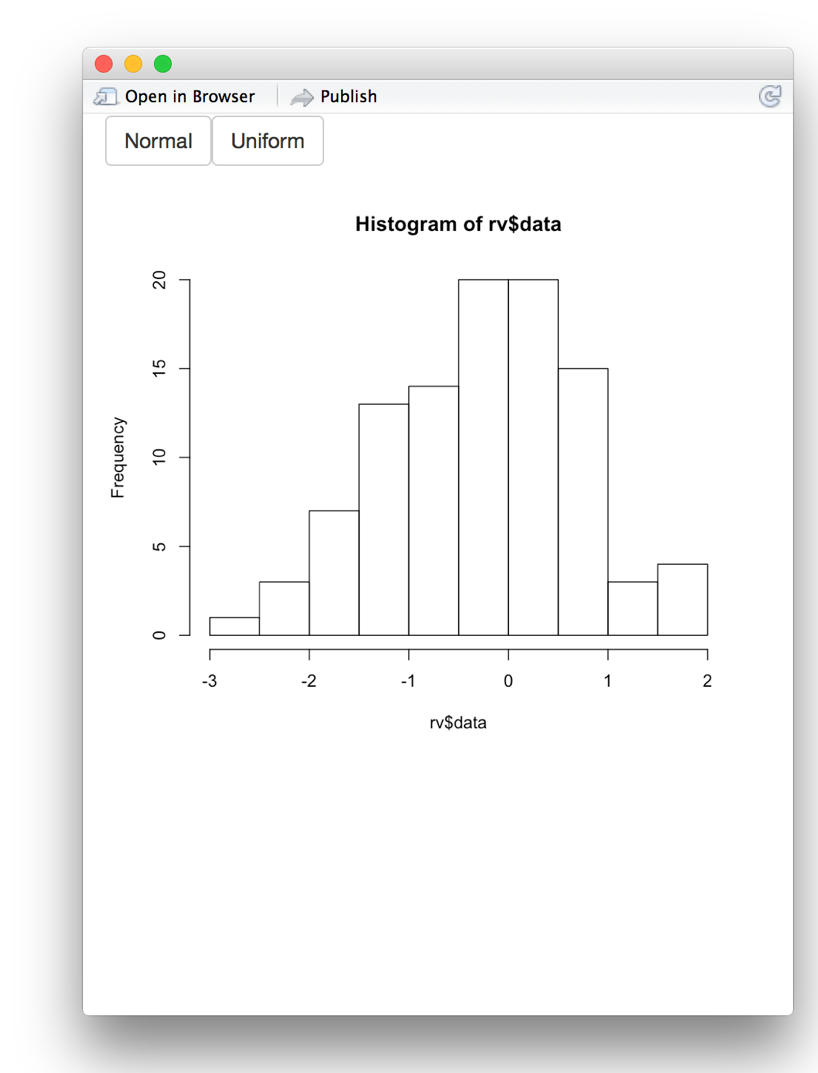 Open in Browser Publish
Normal Uniform
Histogram of rv$data
Frequency
20
15
10
5
0
-3 -2 -1 0 1 2
rv$data